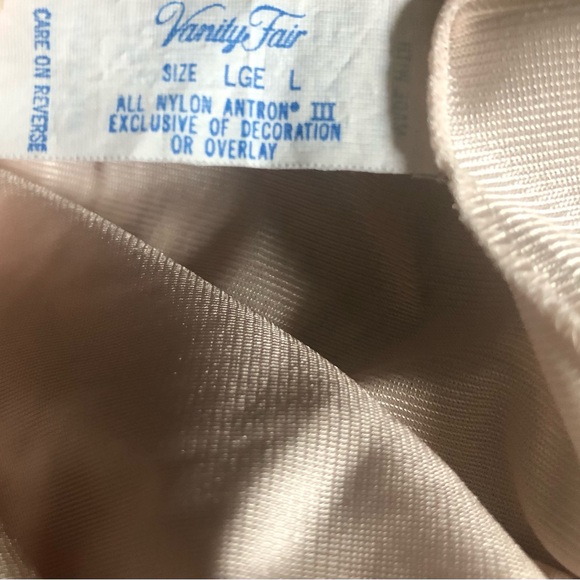 Vanity Fair
SIZE LGE L
ALL NYLON ANTRON® III
EXCLUSIVE OF DECORATION
OR OVERLAY
CARE ON REVERSE